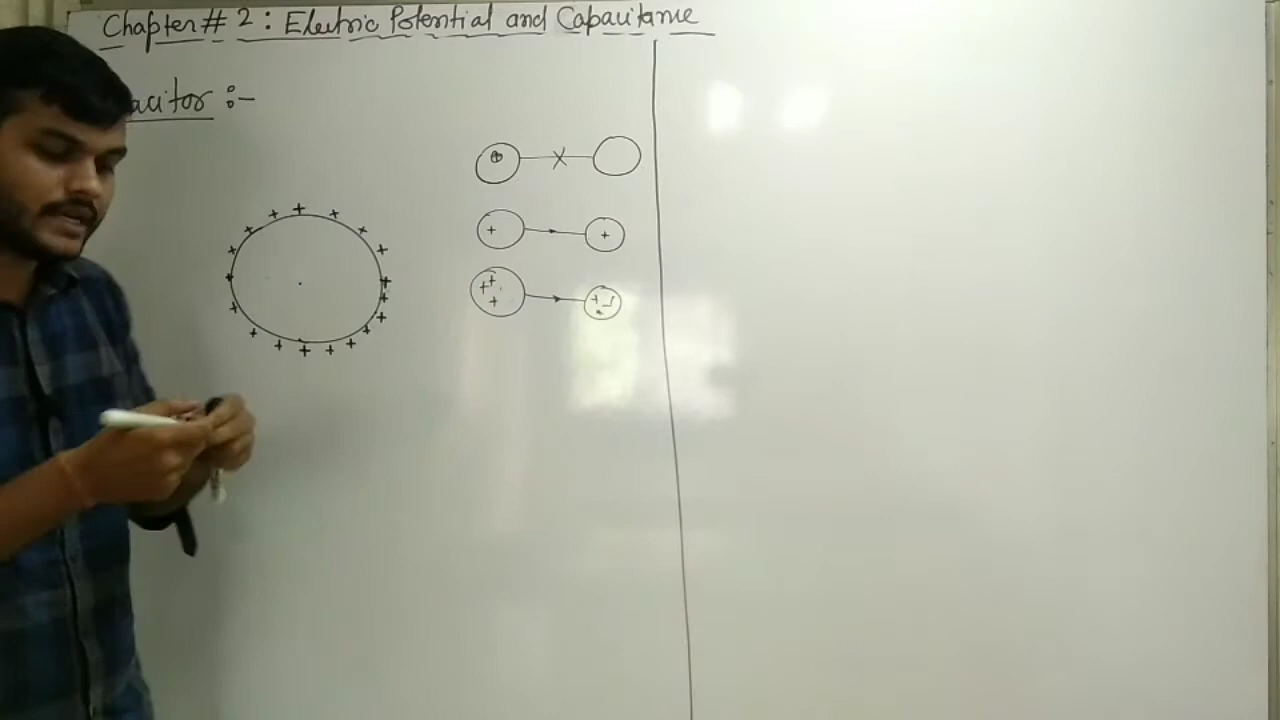 Chapter # 2 : Electric Potential and Capacitance
acitor :-